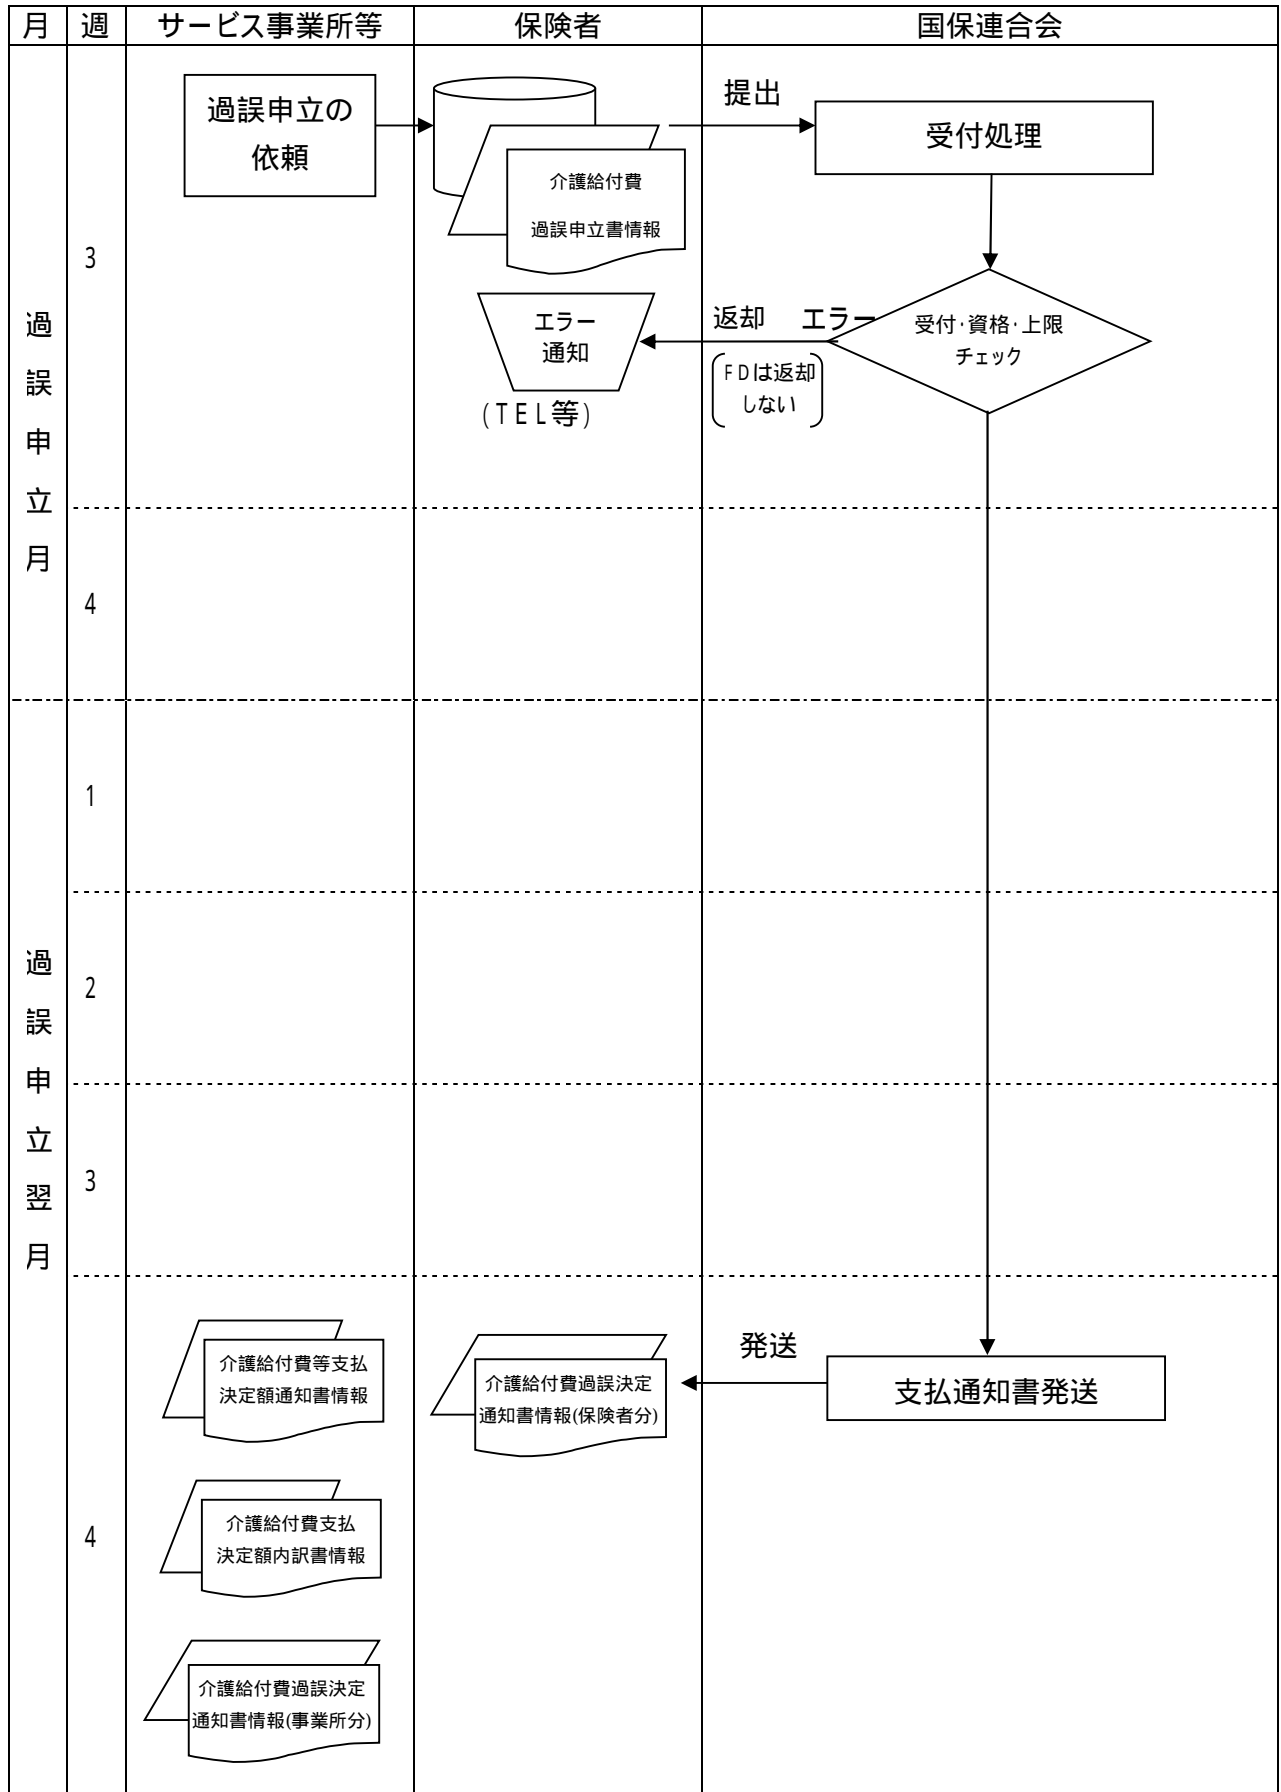 月 週 サービス事業所等 保険者 国保連合会
過誤申立月
3
過誤申立の
依頼
介護給付費
過誤申立書情報
提出
受付処理
受付・資格・上限
チェック
エラー
返却
FDは返却
しない
エラー
通知
(TEL等)
4
過誤申立翌月
1
2
3
4
支払通知書発送
発送
介護給付費過誤決定
通知書情報(保険者分)
介護給付費等支払
決定額通知書情報
介護給付費支払
決定額内訳書情報
介護給付費過誤決定
通知書情報(事業所分)